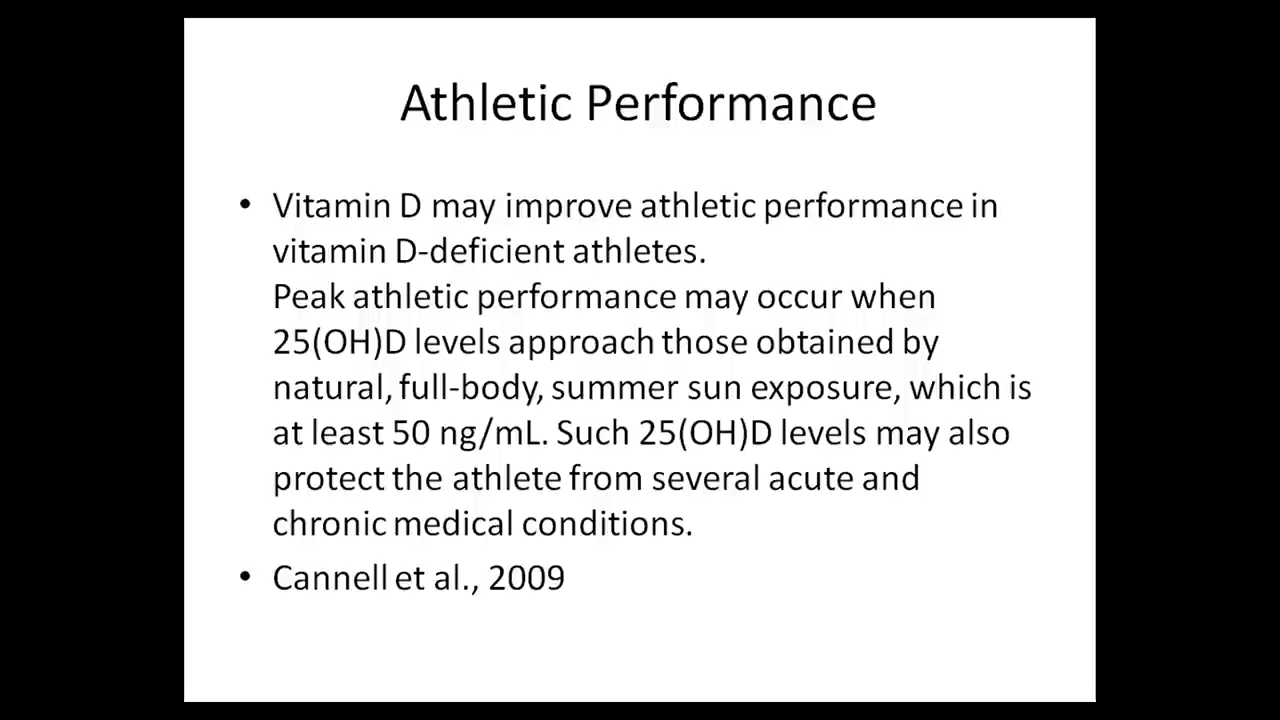 Athletic Performance
• Vitamin D may improve athletic performance in
vitamin D-deficient athletes.
Peak athletic performance may occur when
25(OH)D levels approach those obtained by
natural, full-body, summer sun exposure, which is
at least 50 ng/mL. Such 25(OH)D levels may also
protect the athlete from several acute and
chronic medical conditions.
• Cannell et al., 2009